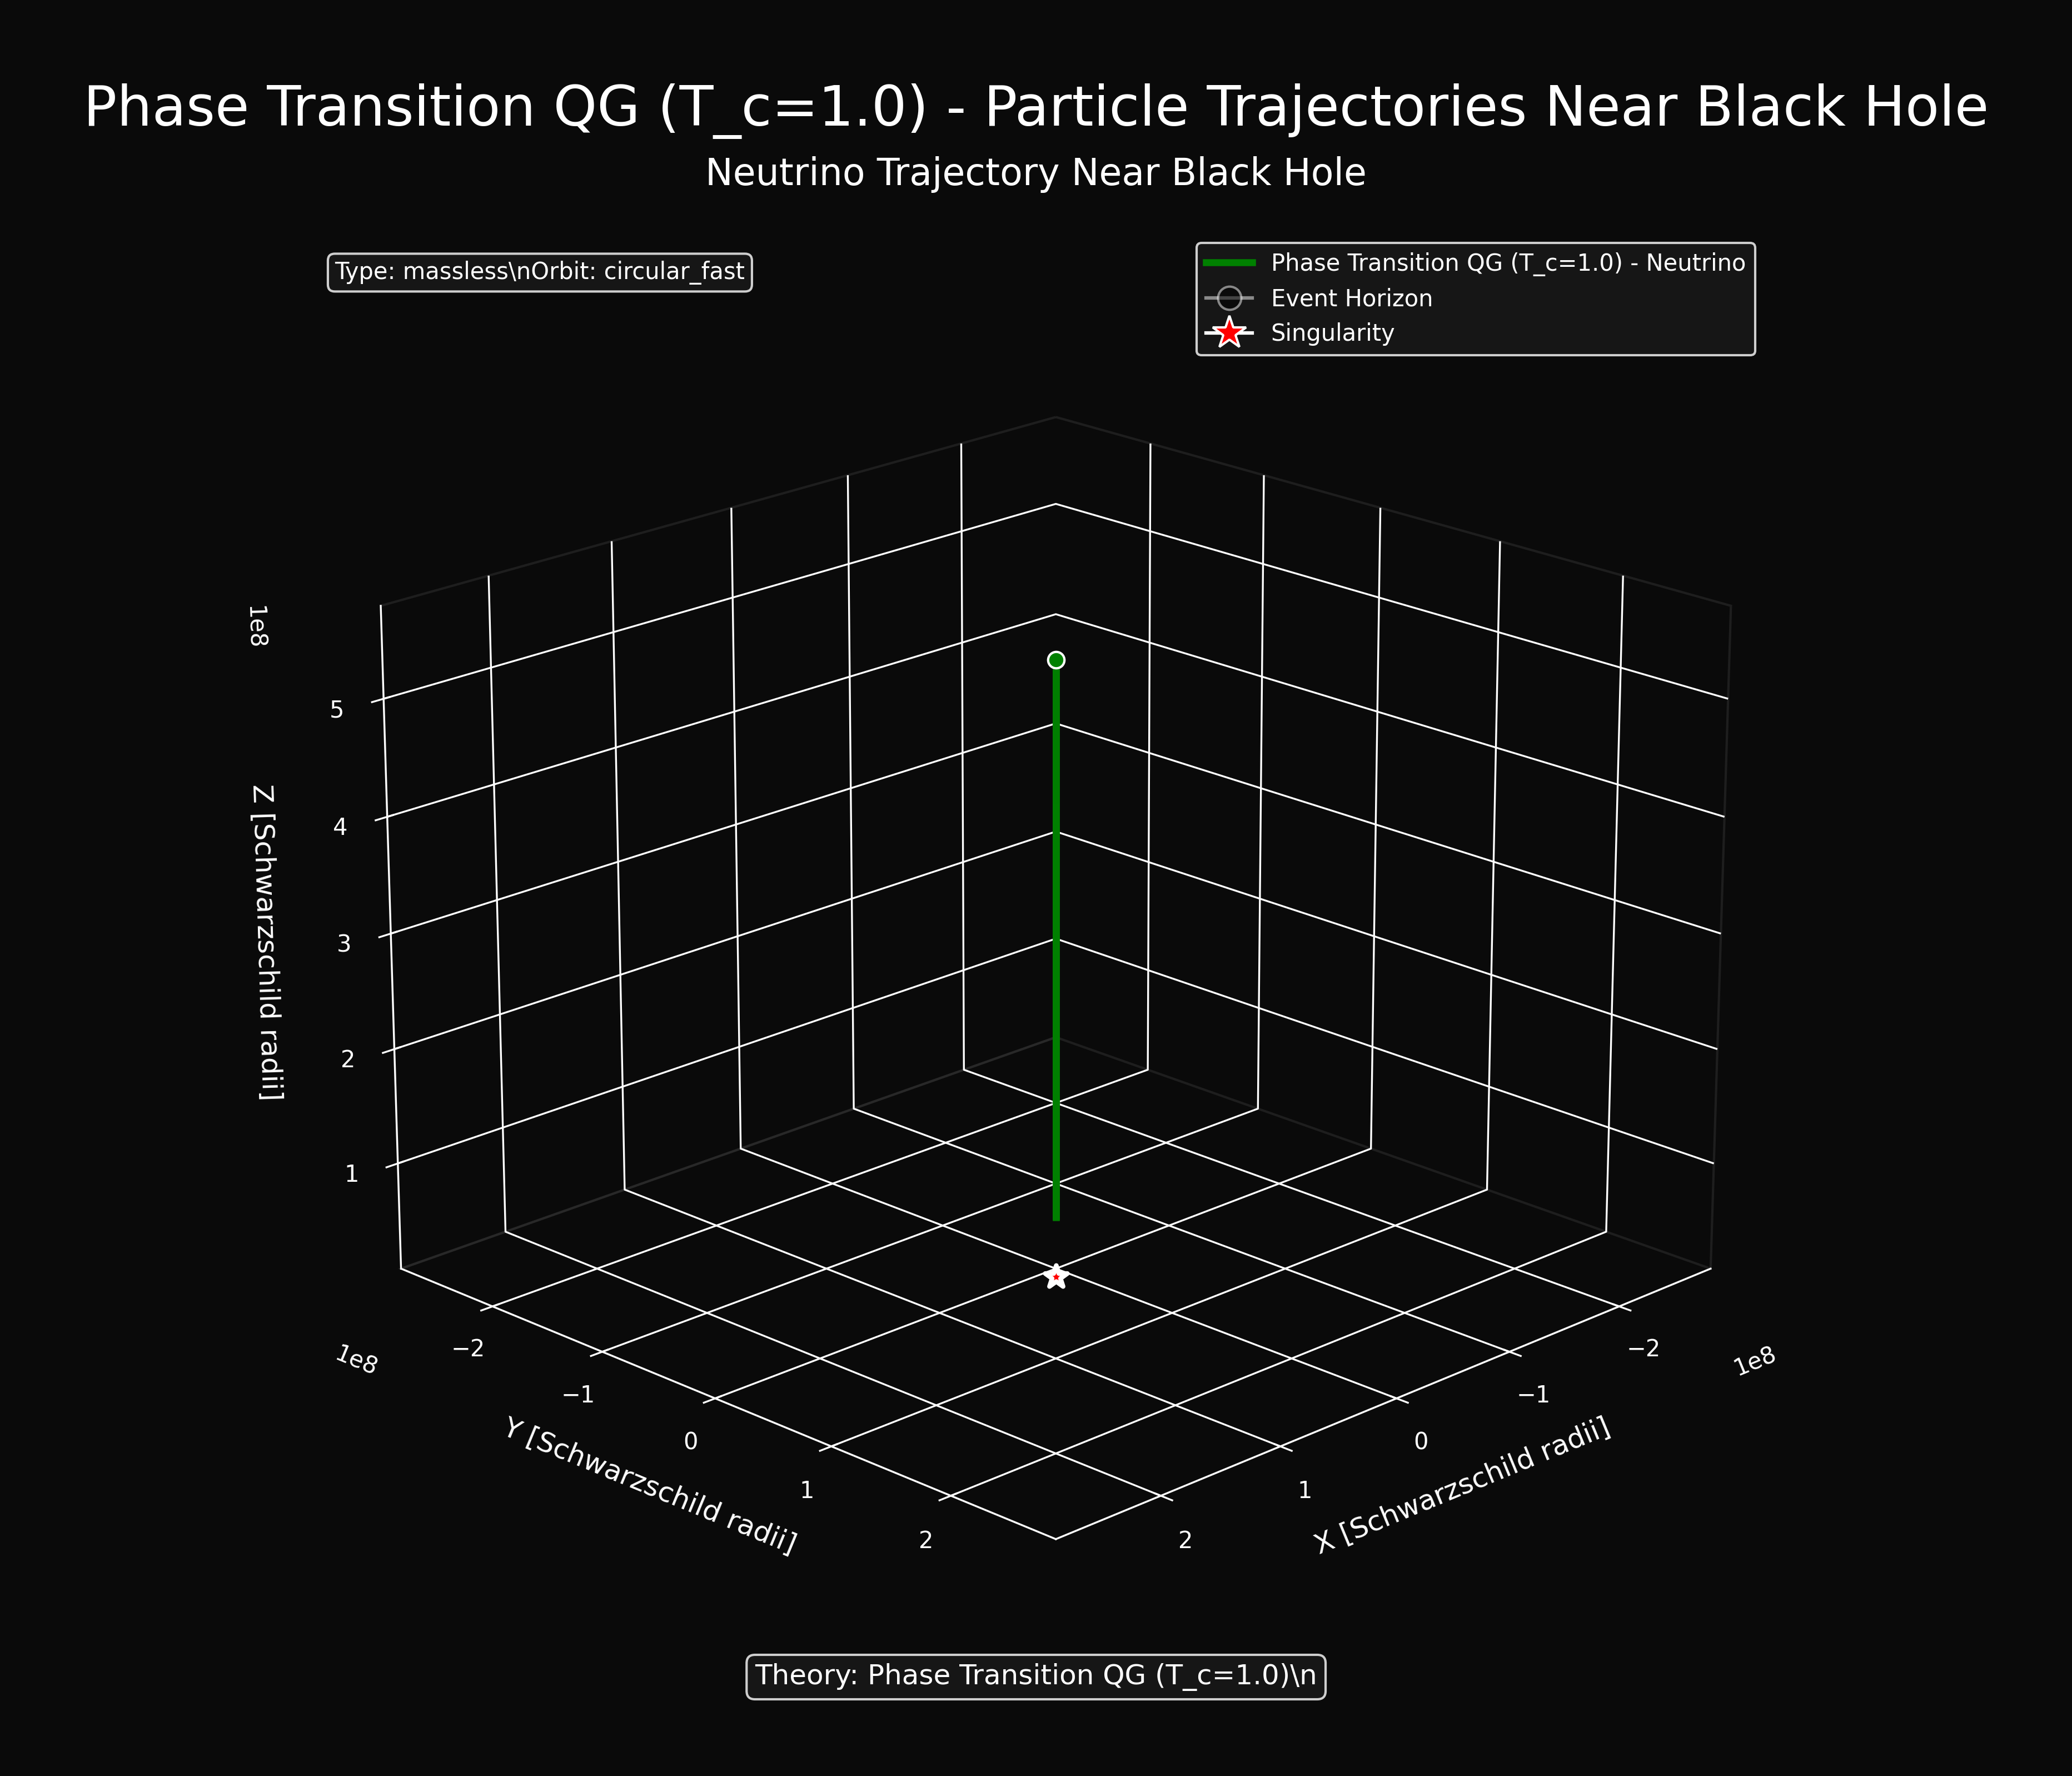 Phase Transition QG (T_c=1.0) - Particle Trajectories Near Black Hole
Neutrino Trajectory Near Black Hole
Type: massless\nOrbit: circular_fast
Phase Transition QG (T_c=1.0) - Neutrino
Event Horizon
Singularity
1e8
5
4
3
2
1
Z [Schwarzschild radii]
1e8
−2
−1
0
1
2
Y [Schwarzschild radii]
2
1
0
−1
−2
1e8
X [Schwarzschild radii]
Theory: Phase Transition QG (T_c=1.0)\n